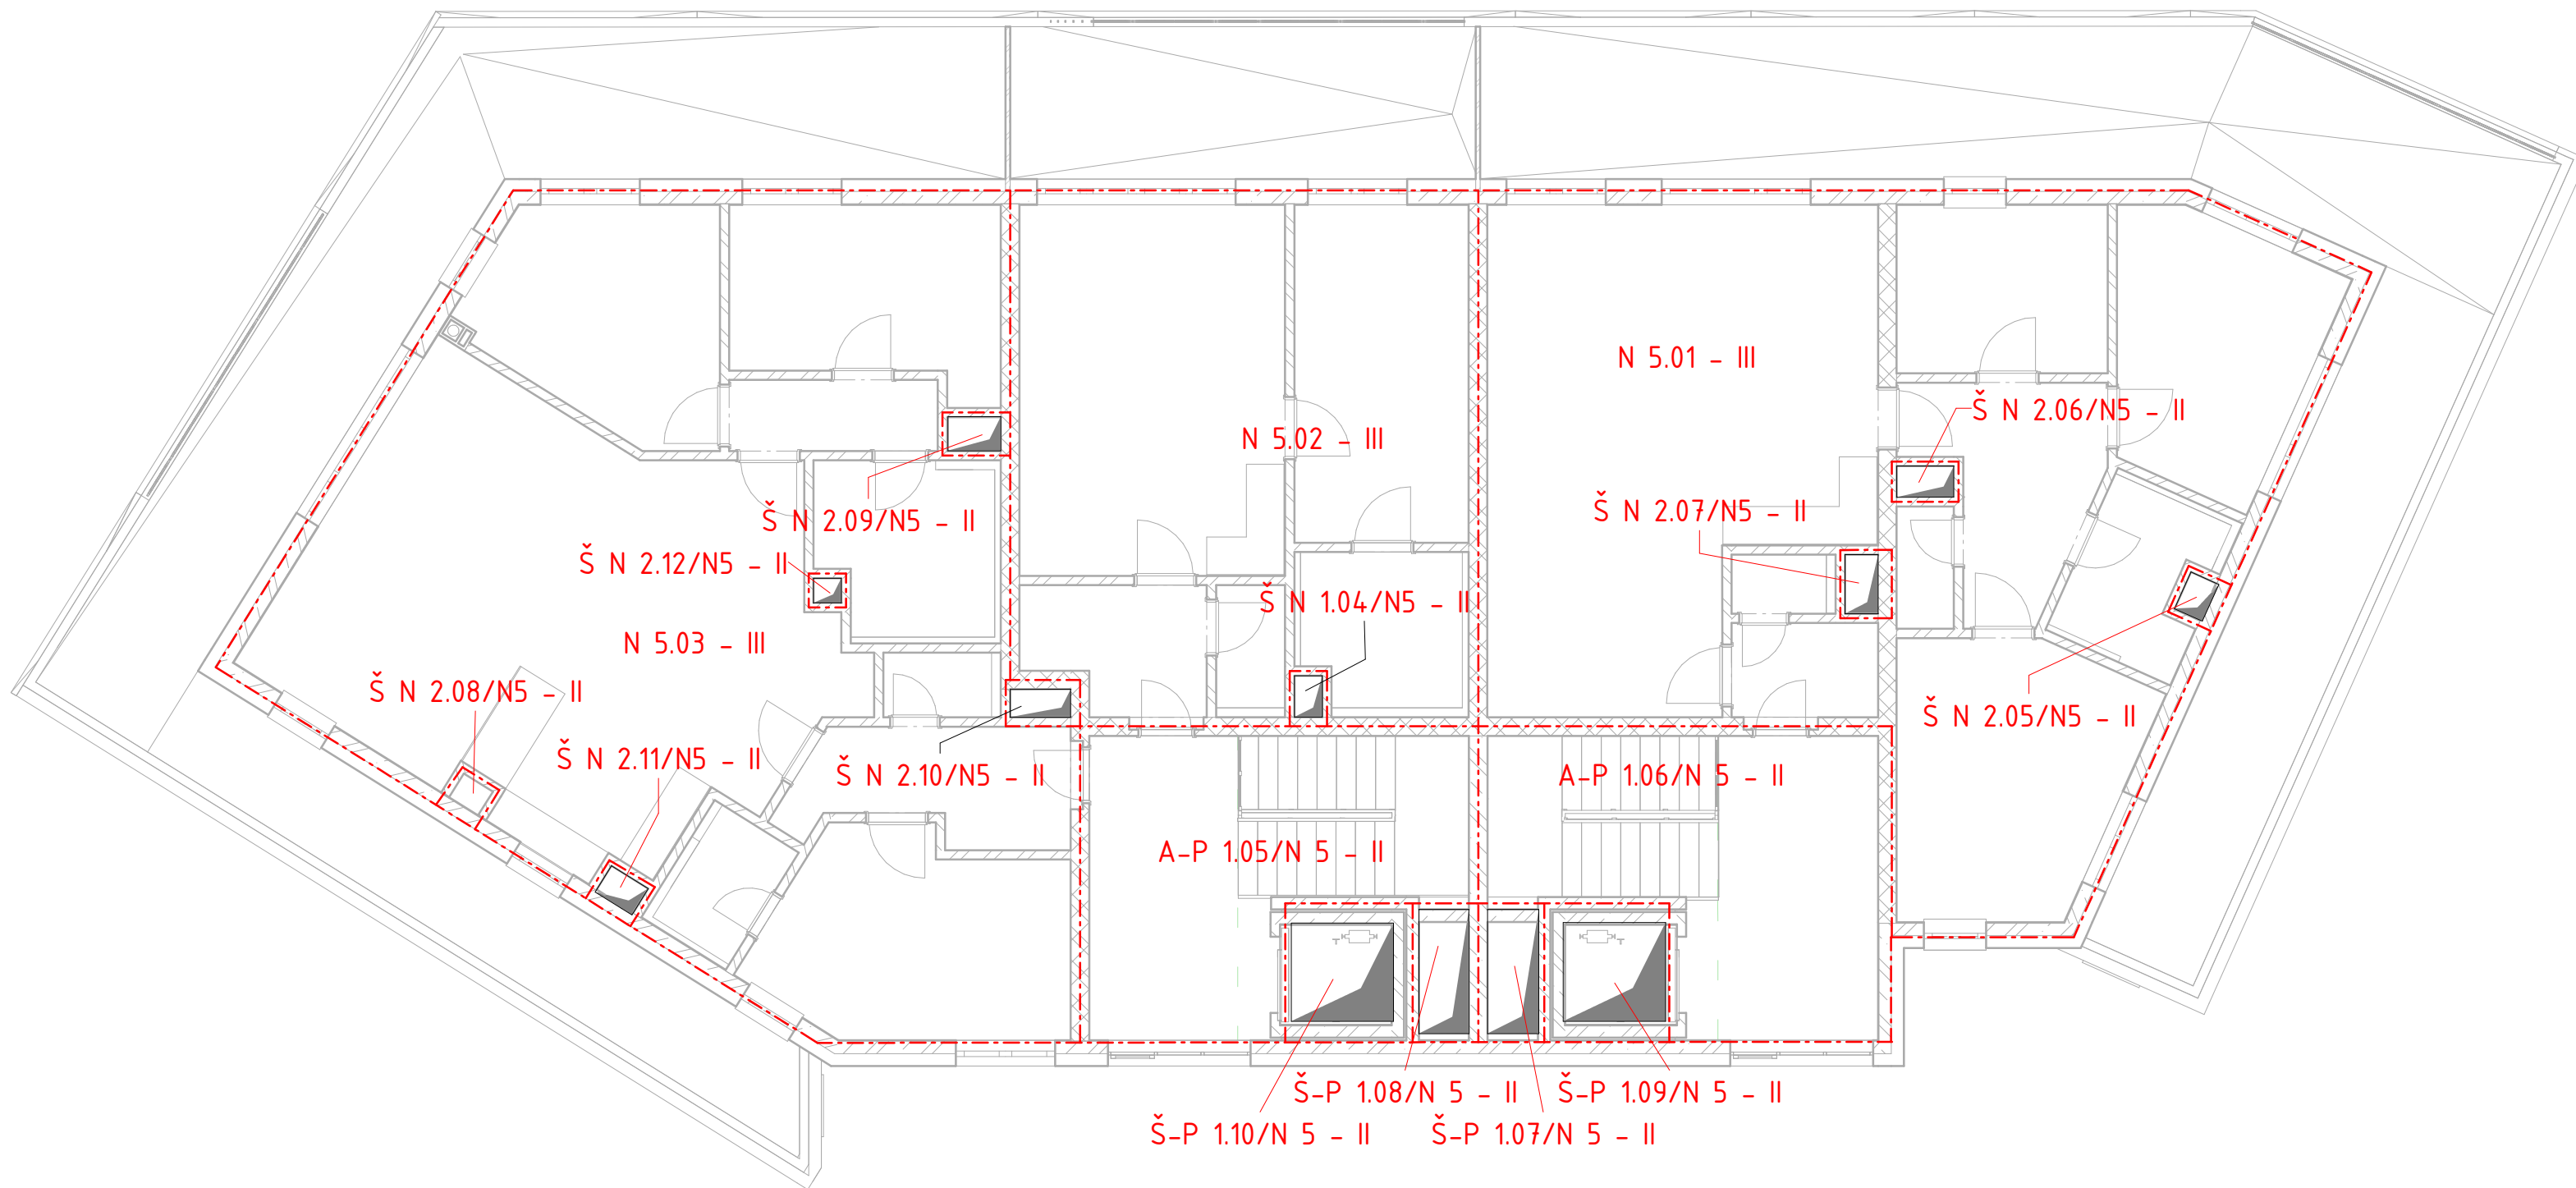 N 5.01 - III
Š N 2.06/N5 - II
N 5.02 - III
Š N 2.07/N5 - II
Š N 2.09/N5 - II
Š N 2.12/N5 - II
Š N 1.04/N5 - II
N 5.03 - III
Š N 2.08/N5 - II
Š N 2.05/N5 - II
Š N 2.11/N5 - II
Š N 2.10/N5 - II
A-P 1.06/N 5 - II
A-P 1.05/N 5 - II
Š-P 1.08/N 5 - II
Š-P 1.09/N 5 - II
Š-P 1.10/N 5 - II
Š-P 1.07/N 5 - II